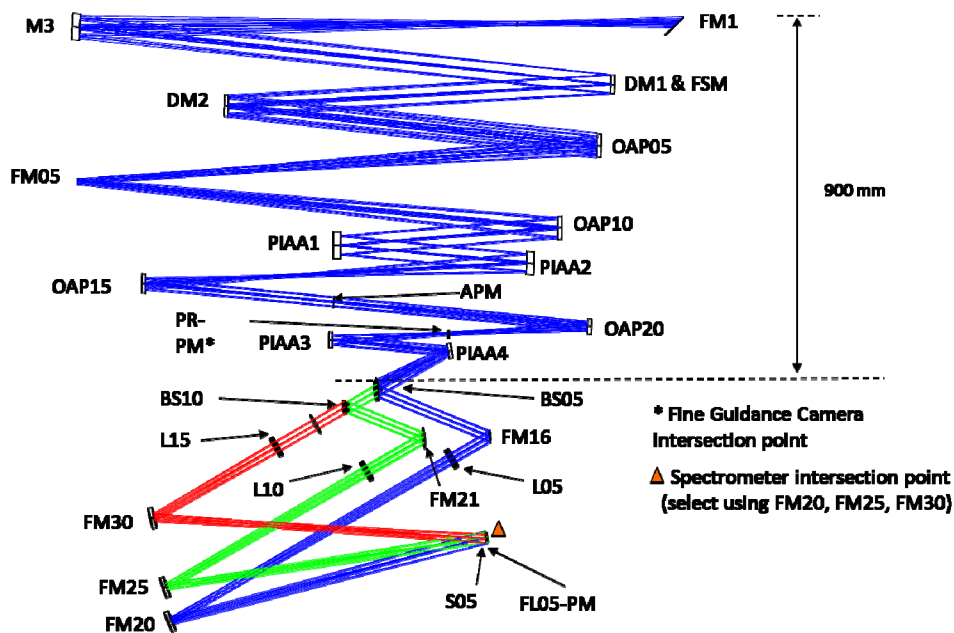 M3
FM1
DM1 & FSM
DM2
OAP05
FM05
900 mm
OAP10
PIAA1
PIAA2
OAP15
APM
PR-
PM*
OAP20
PIAA3
PIAA4
BS10
BS05
* Fine Guidance Camera
Intersection point
L15
FM16
L10
L05
FM21
Spectrometer intersection point
(select using FM20, FM25, FM30)
FM30
FM25
S05
FL05-PM
FM20